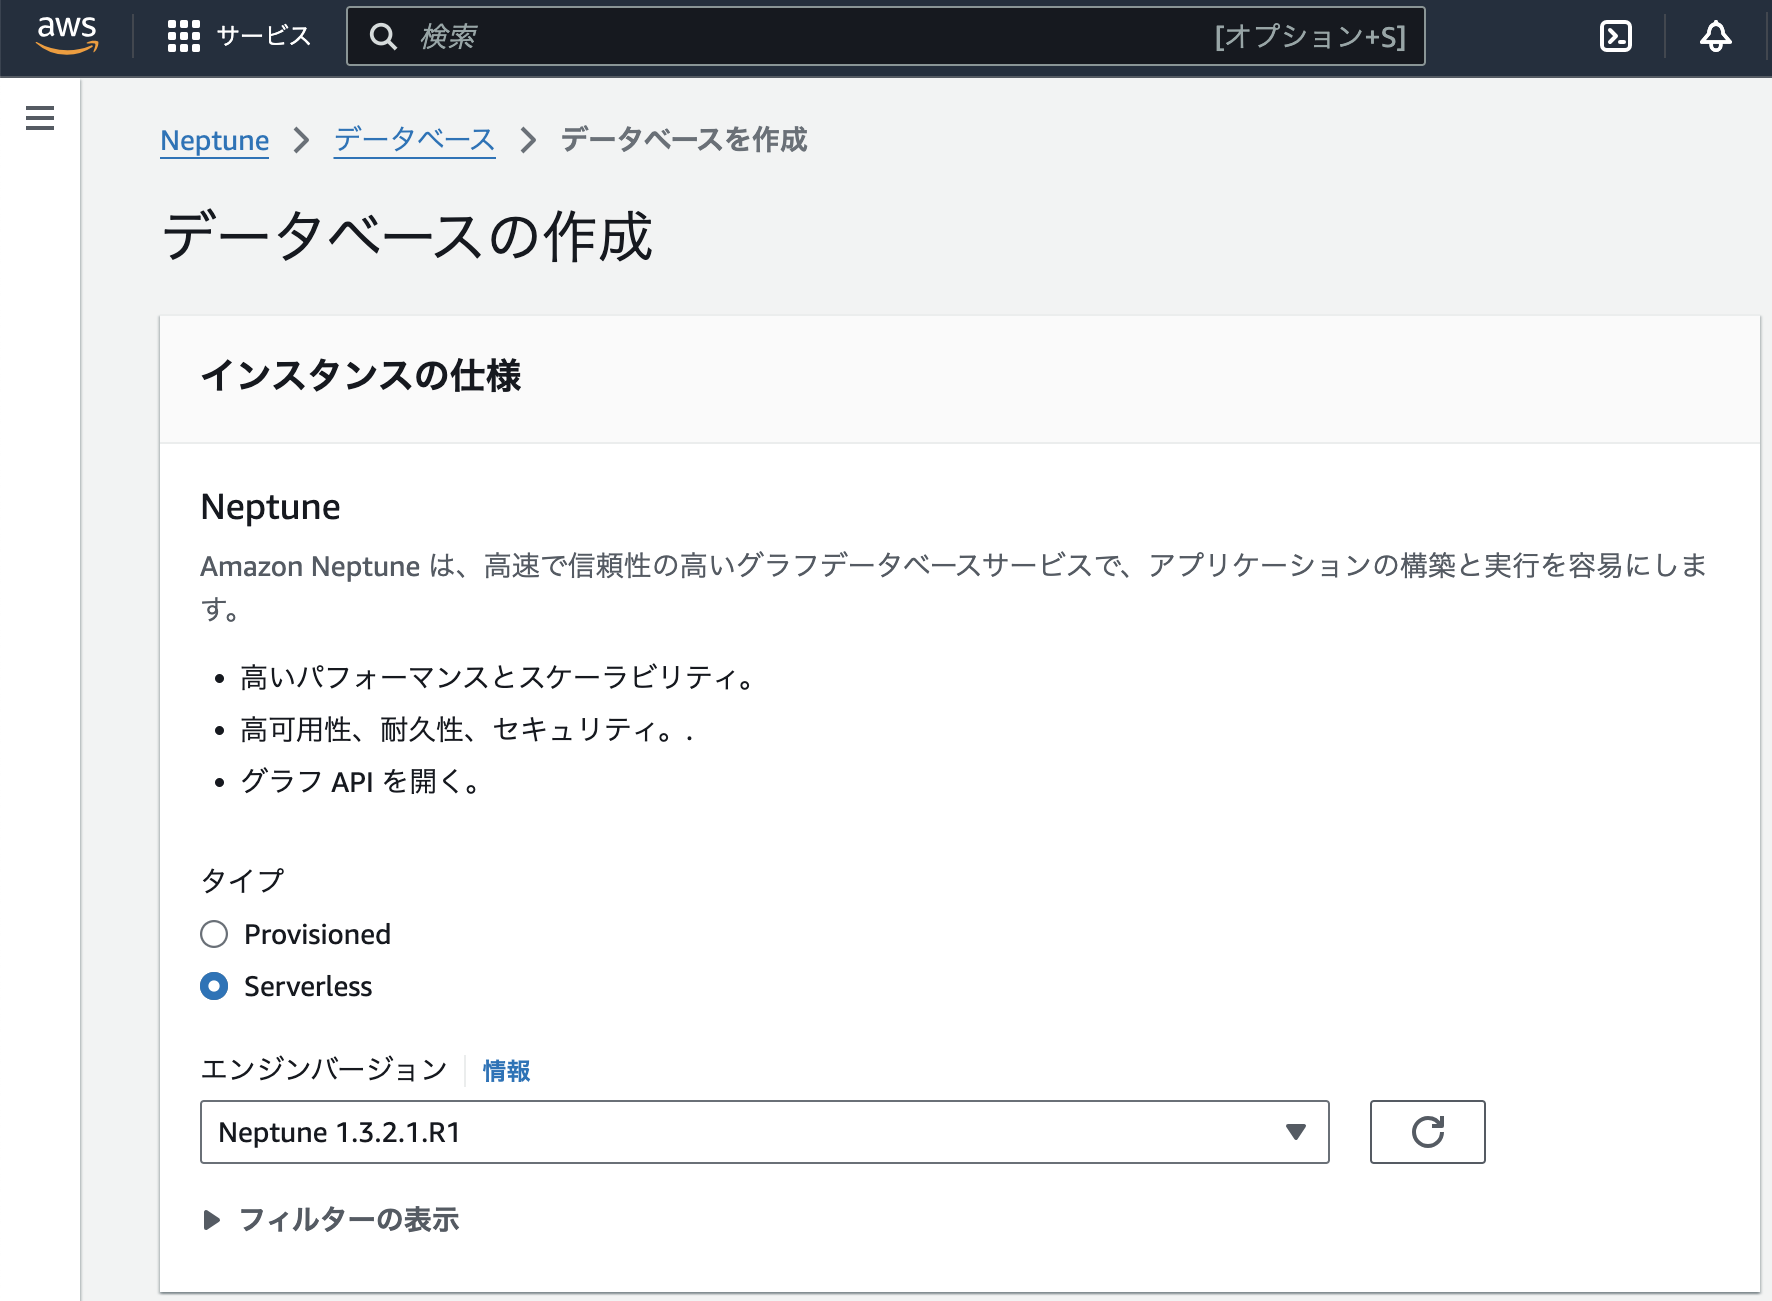 aws
サービス
検索
[オプション+S]
Neptune
データベース
データベースを作成
データベースの作成
インスタンスの仕様
Neptune
Amazon Neptune は、高速で信頼性の高いグラフデータベースサービスで、アプリケーションの構築と実行を容易にしま
す。
• 高いパフォーマンスとスケーラビリティ。
• 高可用性、耐久性、セキュリティ。.
• グラフ API を開く。
タイプ
Provisioned
Serverless
エンジンバージョン
情報
Neptune 1.3.2.1.R1
フィルターの表示